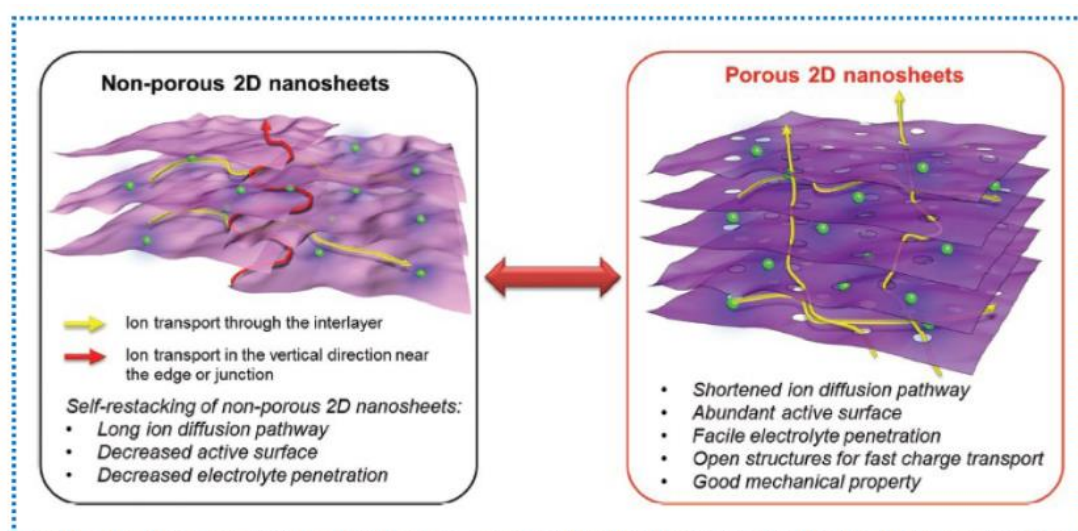 Non-porous 2D nanosheets
Ion transport through the interlayer
Ion transport in the vertical direction near
the edge or junction
Self-restacking of non-porous 2D nanosheets:
• Long ion diffusion pathway
• Decreased active surface
• Decreased electrolyte penetration
Porous 2D nanosheets
• Shortened ion diffusion pathway
• Abundant active surface
• Facile electrolyte penetration
• Open structures for fast charge transport
• Good mechanical property